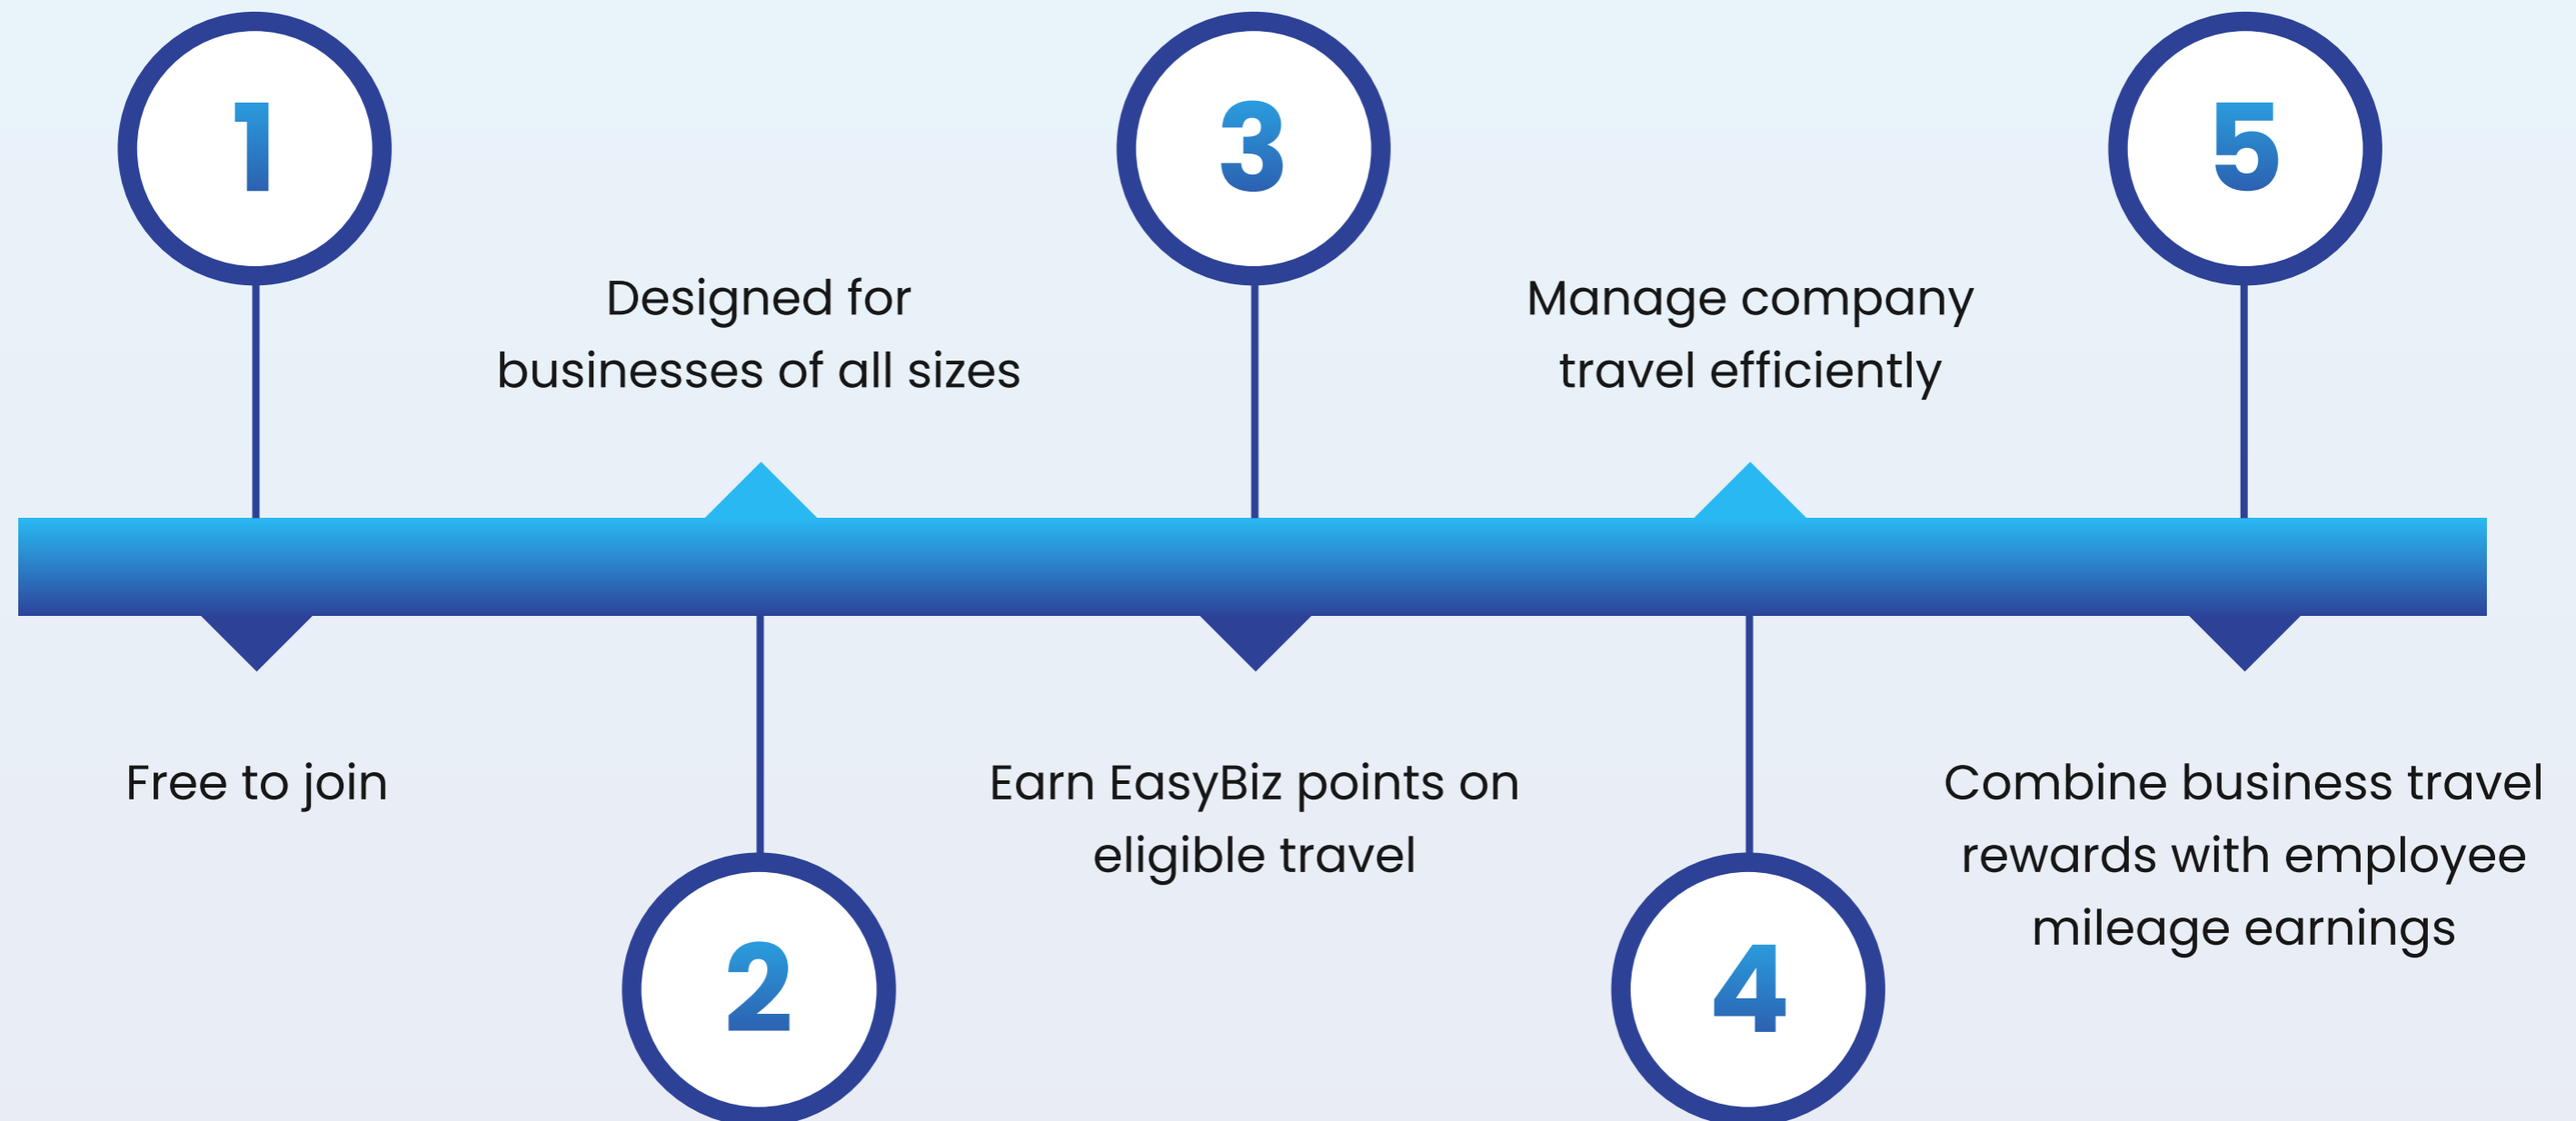 1
Free to join
2
Designed for
businesses of all sizes
3
Earn EasyBiz points on
eligible travel
4
Manage company
travel efficiently
5
Combine business travel
rewards with employee
mileage earnings